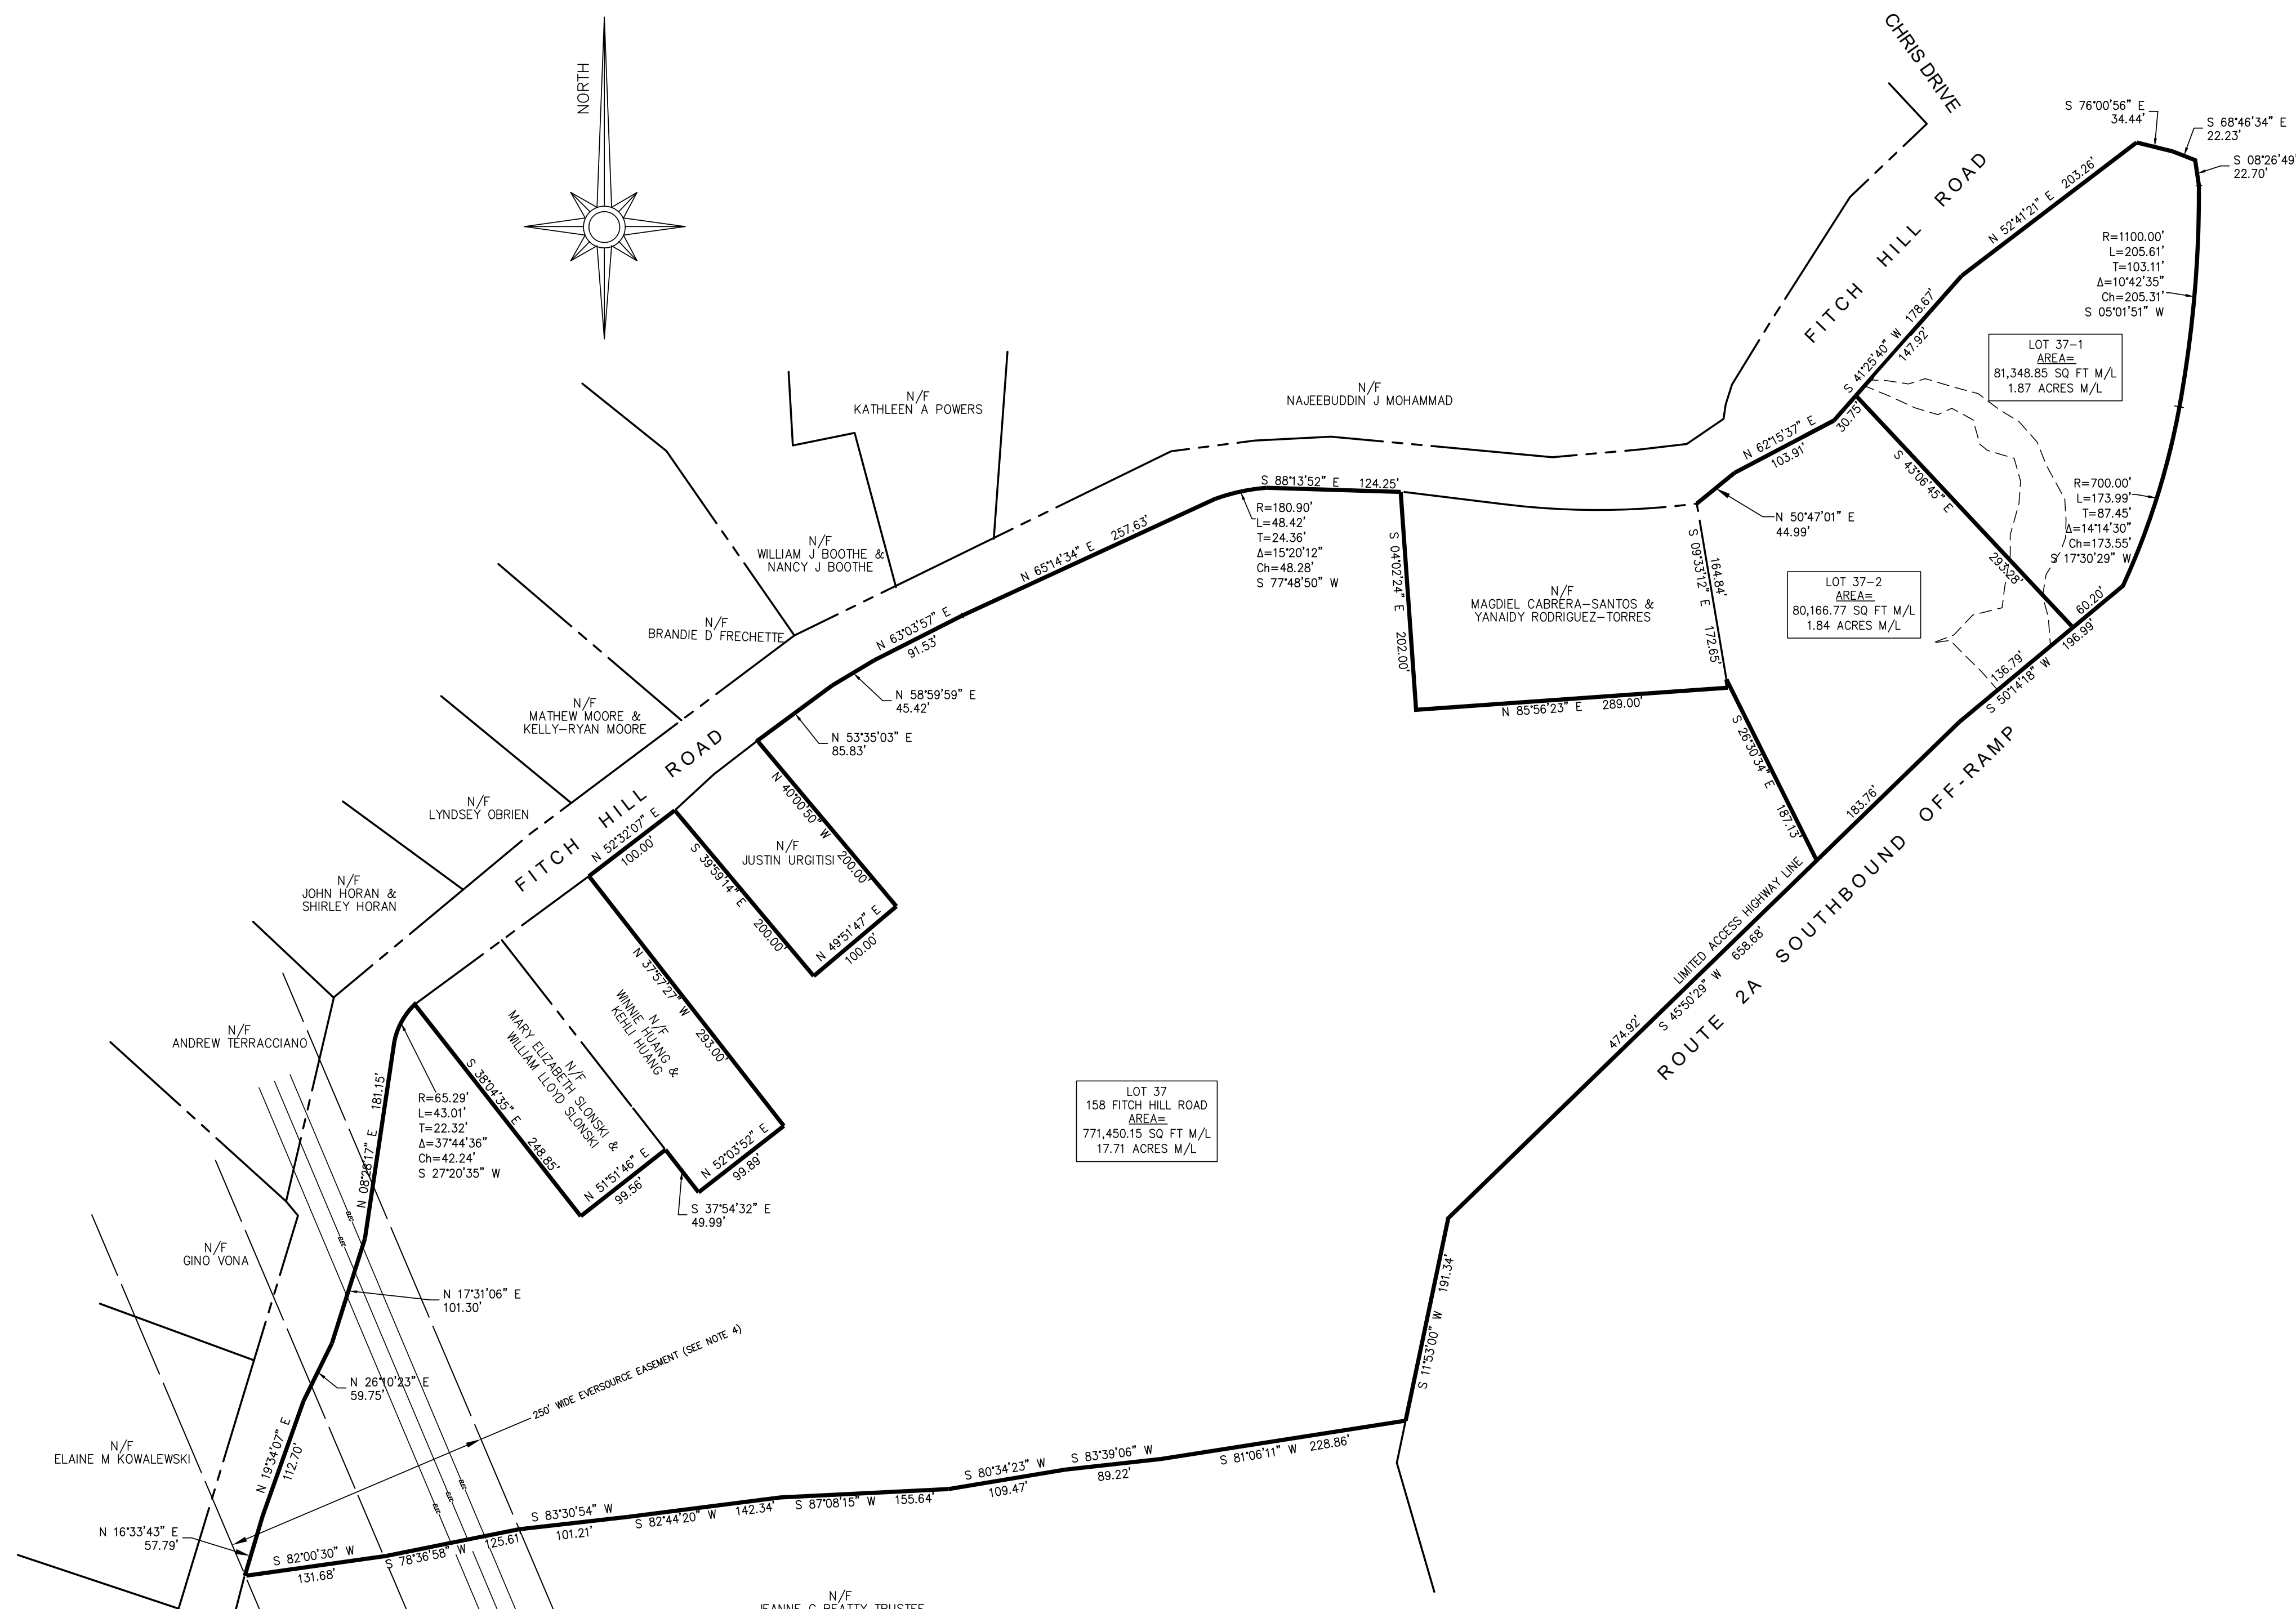 NORTH
CHRIS DRIVE
FITCH HILL ROAD
S 76°00'56" E
34.44'
S 68°46'34" E
22.23'
S 08°26'49"
22.70'
N 52°41'21" E 203.26'
R=1100.00'
L=205.61'
T=103.11'
Δ=10°42'35"
Ch=205.31'
S 05°01'51" W
S 41°25'40" W 178.67'
147.92'
30.75'
LOT 37-1
AREA=
81,348.85 SQ FT M/L
1.87 ACRES M/L
N/F
KATHLEEN A POWERS
N/F
NAJEEBUDDIN J MOHAMMAD
N 62°15'37" E
103.91'
S 43°06'45" E
293.28'
R=700.00'
L=173.99'
T=87.45'
Δ=14°14'30"
Ch=173.55'
S 17°30'29" W
S 88°13'52" E 124.25'
R=180.90'
L=48.42'
T=24.36'
Δ=15°20'12"
Ch=48.28'
S 77°48'50" W
N 50°47'01" E
44.99'
N/F
WILLIAM J BOOTHE &
NANCY J BOOTHE
N 65°14'34" E 257.63'
S 04°02'24" E 202.00'
S 09°33'12" E 172.65'
164.84'
N/F
MAGDIEL CABRERA-SANTOS &
YANAIDY RODRIGUEZ-TORRES
LOT 37-2
AREA=
80,166.77 SQ FT M/L
1.84 ACRES M/L
60.20'
196.99'
136.79'
S 50°14'18" W
N/F
BRANDIE D FRECHETTE
N 63°03'57" E
91.53'
N 58°59'59" E
45.42'
N 53°35'03" E
85.83'
N 85°56'23" E 289.00'
S 26°30'34" E 187.13'
N/F
MATHEW MOORE &
KELLY-RYAN MOORE
FITCH HILL ROAD
N 40°00'50" W 200.00'
N/F
LYNDSEY OBRIEN
N 52°32'07" E
100.00'
S 39°59'14" E 200.00'
N/F
JUSTIN URGITISI
N 49°51'47" E
100.00'
183.76'
LIMITED ACCESS HIGHWAY LINE
S 45°50'29" W 658.68'
474.92'
ROUTE 2A SOUTHBOUND OFF-RAMP
N/F
JOHN HORAN &
SHIRLEY HORAN
N 37°57'27" W 293.00'
N/F
WINNIE HUANG &
KEHLI HUANG
N/F
MARY ELIZABETH SLONSKI &
WILLIAM LLOYD SLONSKI
N/F
ANDREW TERRACCIANO
N 08°28'17" E 181.15'
R=65.29'
L=43.01'
T=22.32'
Δ=37°44'36"
Ch=42.24'
S 27°20'35" W
S 38°04'35" E 248.85'
N 51°51'46" E
99.56'
N 52°03'52" E
99.89'
S 37°54'32" E
49.99'
LOT 37
158 FITCH HILL ROAD
AREA=
771,450.15 SQ FT M/L
17.71 ACRES M/L
N/F
GINO VONA
N 17°31'06" E
101.30'
S 11°53'00" W 191.34'
N 26°10'23" E
59.75'
250' WIDE EVERSOURCE EASEMENT (SEE NOTE 4)
N/F
ELAINE M KOWALEWSKI
N 19°34'07" E
112.70'
N 16°33'43" E
57.79'
S 82°00'30" W
131.68'
S 78°36'58" W 125.61'
S 83°30'54" W
101.21'
S 82°44'20" W 142.34'
S 87°08'15" W 155.64'
S 80°34'23" W
109.47'
S 83°39'06" W
89.22'
S 81°06'11" W 228.86'
N/F
JEANNE G BEATTY TRUSTEE